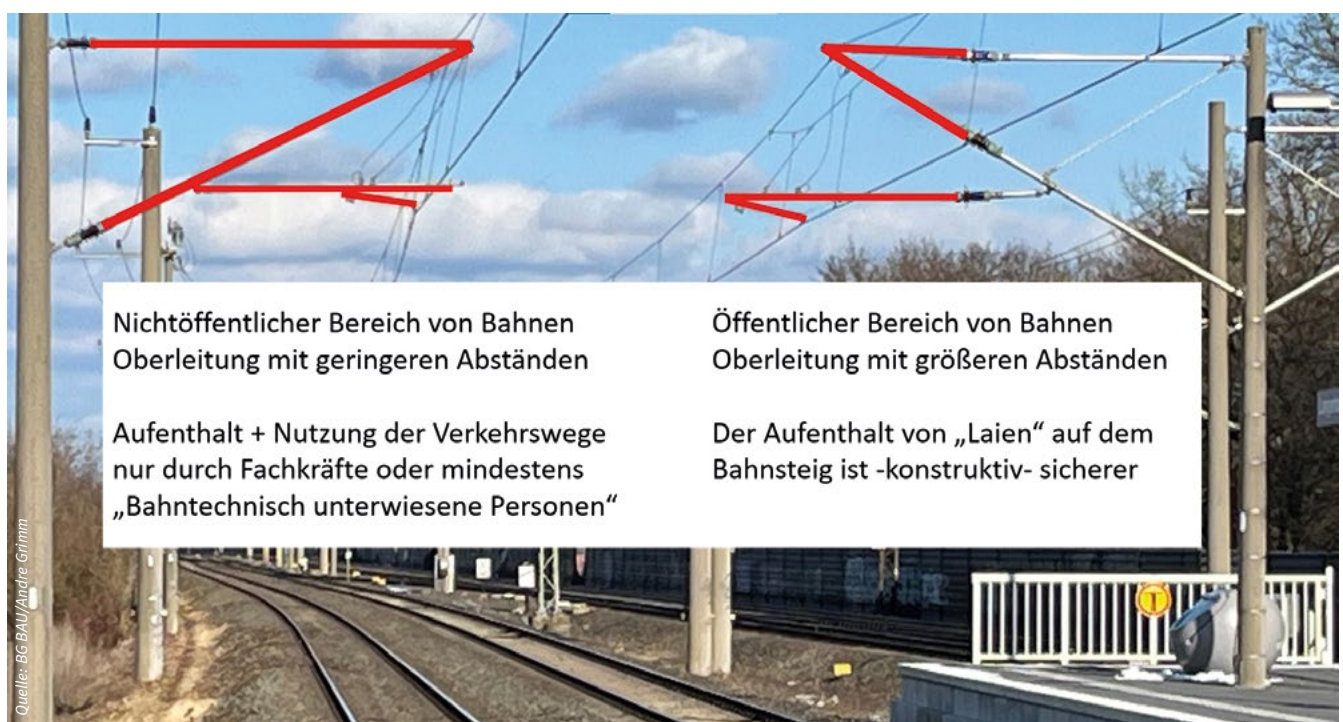 Nichtöffentlicher Bereich von Bahnen
Oberleitung mit geringeren Abständen
Aufenthalt + Nutzung der Verkehrswege
nur durch Fachkräfte oder mindestens
„Bahntechnisch unterwiesene Personen“
Öffentlicher Bereich von Bahnen
Oberleitung mit größeren Abständen
Der Aufenthalt von „Laien“ auf dem
Bahnsteig ist -konstruktiv- sicherer
Quelle: BG BAU/Andre Grimm